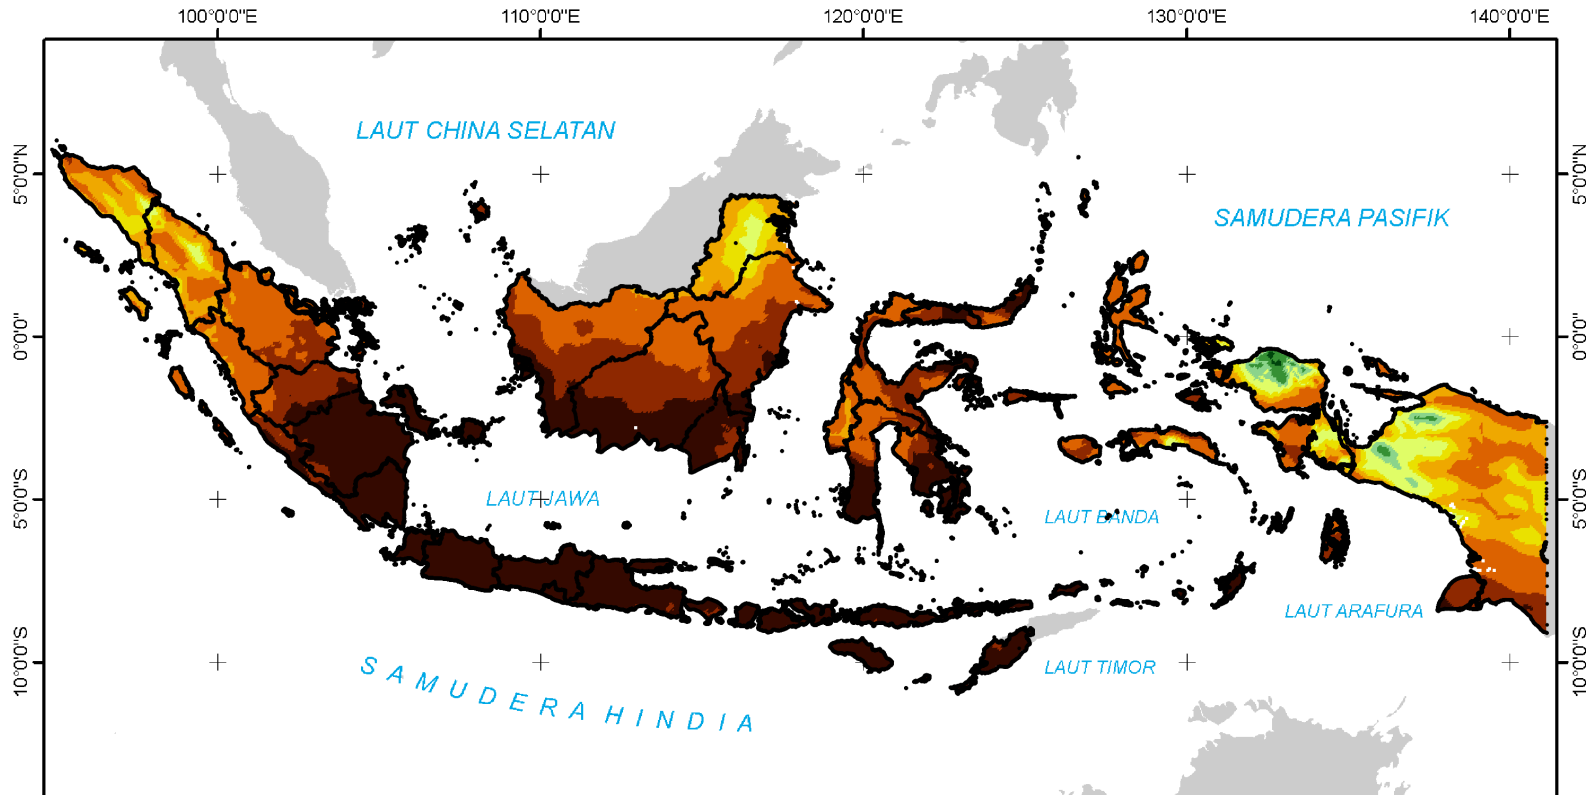 100°0'0"E 110°0'0"E 120°0'0"E 130°0'0"E 140°0'0"E
LAUT CHINA SELATAN
5°0'0"N 5°0'0"N
SAMUDERA PASIFIK
0°0'0" 0°0'0"
5°0'0"S LAUT JAWA 5°0'0"S
LAUT BANDA
LAUT ARAFURA
10°0'0"S SAMUDERA HINDIA LAUT TIMOR 10°0'0"S